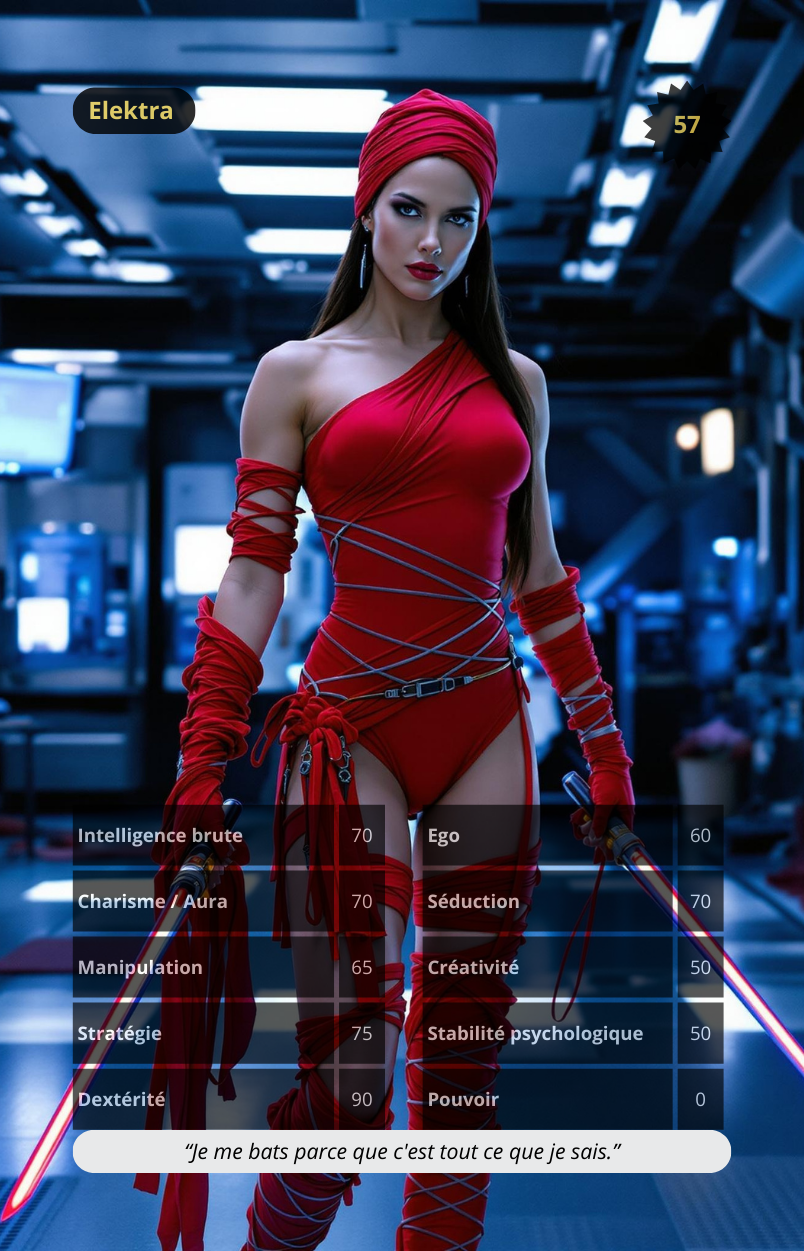 Elektra
57
Intelligence brute 70
Ego 60
Charisme / Aura 70
Séduction 70
Manipulation 65
Créativité 50
Stratégie 75
Stabilité psychologique 50
Dextérité 90
Pouvoir 0
“Je me bats parce que c'est tout ce que je sais.”